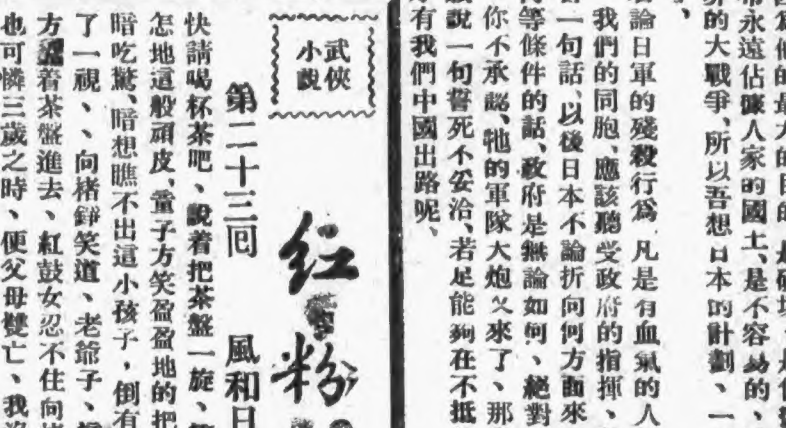 永遠佔據人家的國土、是不容易的、
的大戰爭、所以吾想日本的計劃、一
論日軍的殘殺行爲、凡是有血氣的人
我們的同胞、應該聽受政府的指揮、
一句話、以後日本不論折向何方面來
等條件的話、政府是無論如何、絕對
你不承認、牠的軍隊大炮又來了、那
說一句誓死不妥洽、若足能夠在不抵
有我們中國出路呢、
武俠
小說
紅粉
第二十三回 風和日
快請喝杯茶吧、說着把茶盤一旋、
怎地這般頑皮、童子方笑盈盈地的把
暗吃驚、暗想瞧不出這小孩子、倒有
了一視、、向褚錚笑道、老爺子、
方着茶盤進去、紅鼓女忍不住向
也可憐三歲之時、便父母雙亡、我